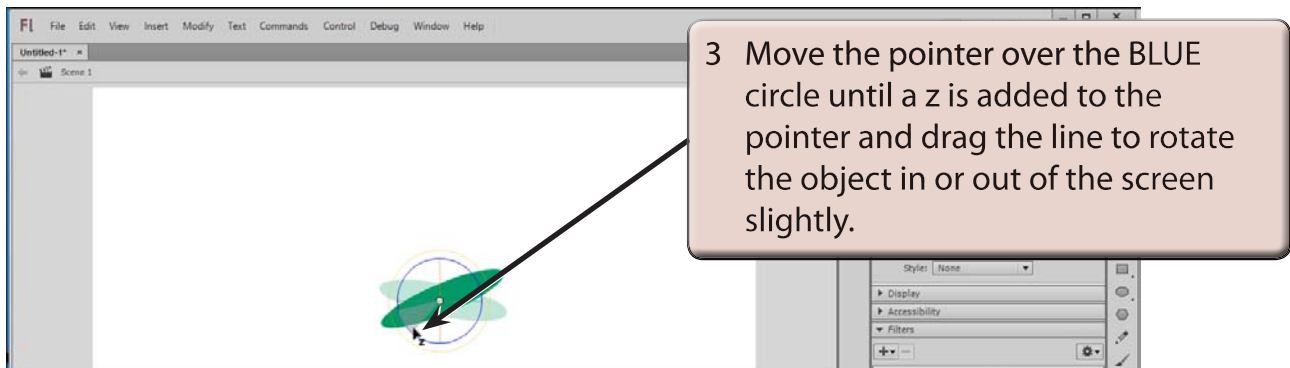 Fl File Edit View Insert Modify Text Commands Control Debug Window Help
Untitled-1* ×
Scene 1
3 Move the pointer over the BLUE
circle until a z is added to the
pointer and drag the line to rotate
the object in or out of the screen
slightly.
z
Style: None
Display
Accessibility
Filters